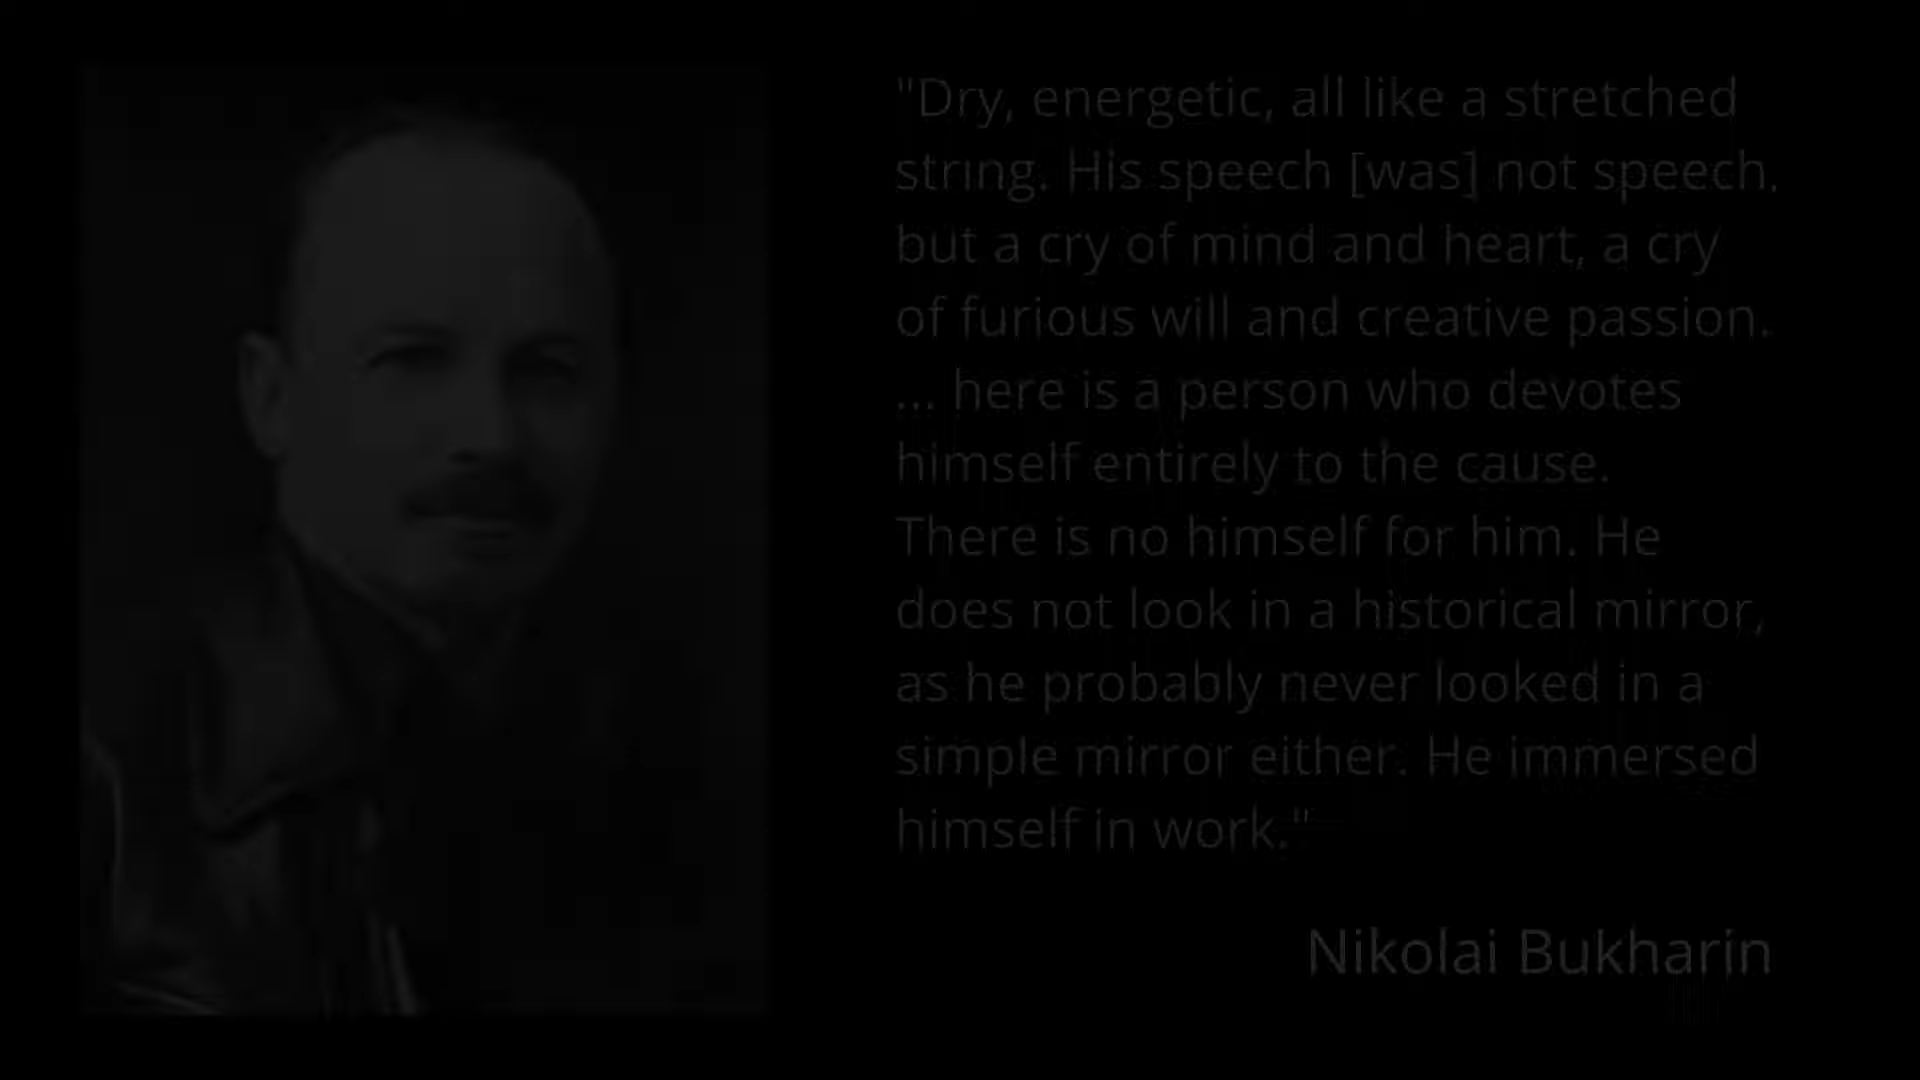 "Dry, energetic, all like a stretched
string. His speech [was] not speech,
but a cry of mind and heart, a cry
of furious will and creative passion.
... here is a person who devotes
himself entirely to the cause.
There is no himself for him. He
does not look in a historical mirror,
as he probably never looked in a
simple mirror either. He immersed
himself in work."
Nikolai Bukharin